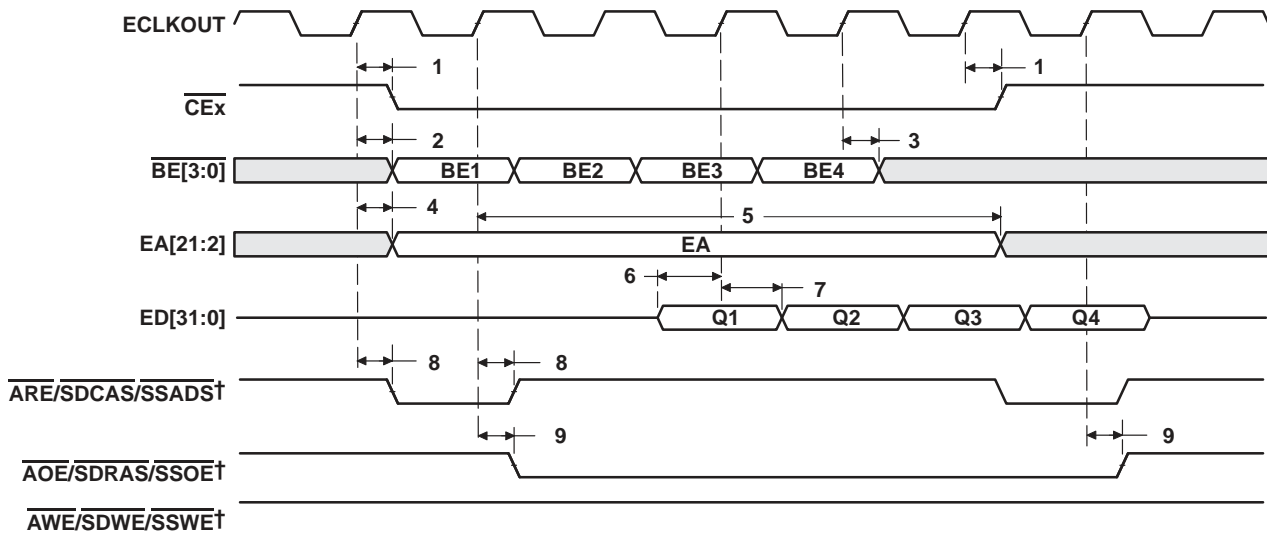 ECLKOUT
1 1
CEx
2 3
BE[3:0] BE1 BE2 BE3 BE4
4 5
EA[21:2] EA
6 7
ED[31:0] Q1 Q2 Q3 Q4
8 8
ARE/SDCAS/SSADS†
9 9
AOE/SDRAS/SSOE†
AWE/SDWE/SSWE†